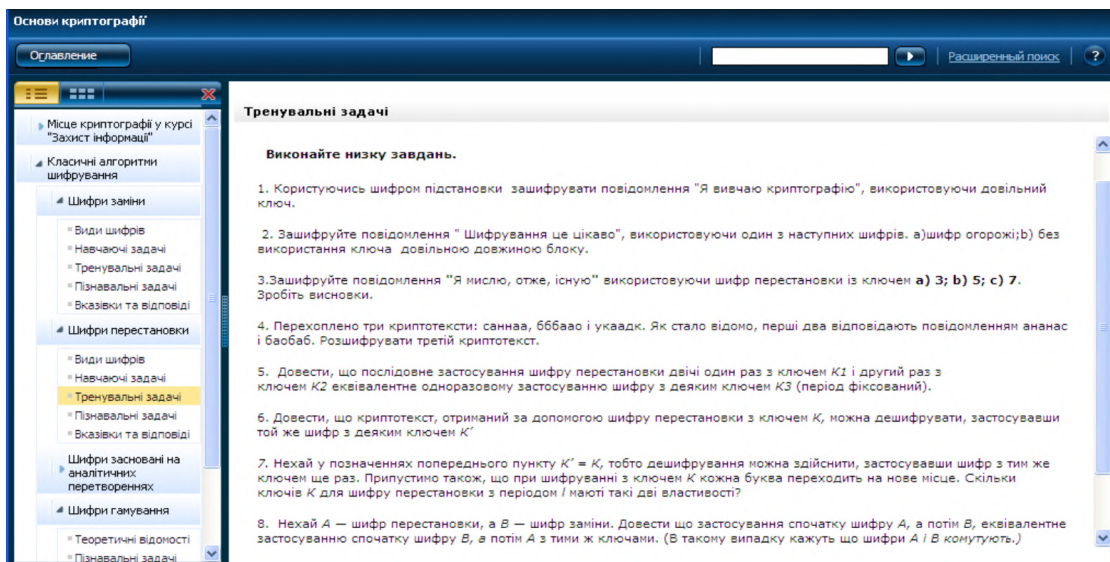 Основи криптографії
Оглавление
Расширенный поиск
?
Місце криптографії у курсі
"Захист інформації"
Класичні алгоритми
шифрування
Шифри заміни
Види шифрів
Навчаючі задачі
Тренувальні задачі
Пізнавальні задачі
Вказівки та відповіді
Шифри перестановки
Види шифрів
Навчаючі задачі
Тренувальні задачі
Пізнавальні задачі
Вказівки та відповіді
Шифри засновані на
аналітичних
перетвореннях
Шифри гамування
Теоретичні відомості
Пізнавальні задачі
Тренувальні задачі
Виконайте низку завдань.
1. Користуючись шифром підстановки зашифрувати повідомлення "Я вивчаю криптографію", використовуючи довільний
ключ.
2. Зашифруйте повідомлення " Шифрування це цікаво", використовуючи один з наступних шифрів. а)шифр огорожі;b) без
використання ключа довільною довжиною блоку.
3.Зашифруйте повідомлення "Я мислю, отже, існую" використовуючи шифр перестановки із ключем a) 3; b) 5; c) 7.
Зробіть висновки.
4. Перехоплено три криптотексти: саннаа, бббаао і укаадк. Як стало відомо, перші два відповідають повідомленням ананас
і баобаб. Розшифрувати третій криптотекст.
5. Довести, що послідовне застосування шифру перестановки двічі один раз з ключем K1 і другий раз з
ключем K2 еквівалентне одноразовому застосуванню шифру з деяким ключем K3 (період фіксований).
6. Довести, що криптотекст, отриманий за допомогою шифру перестановки з ключем K, можна дешифрувати, застосувавши
той же шифр з деяким ключем K′
7. Нехай у позначеннях попереднього пункту K′ = K, тобто дешифрування можна здійснити, застосувавши шифр з тим же
ключем ще раз. Припустимо також, що при шифруванні з ключем K кожна буква переходить на нове місце. Скільки
ключів K для шифру перестановки з періодом l мають такі дві властивості?
8. Нехай A — шифр перестановки, а B — шифр заміни. Довести що застосування спочатку шифру A, а потім B, еквівалентне
застосуванню спочатку шифру B, а потім A з тими ж ключами. (В такому випадку кажуть що шифри A і B комутують.)